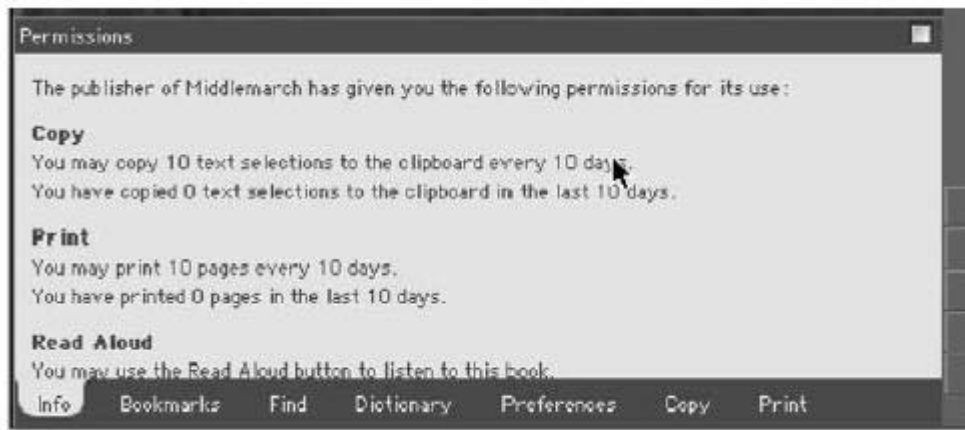 Permissions
The publisher of Middlemarch has given you the following permissions for its use:
Copy
You may copy 10 text selections to the clipboard every 10 days.
You have copied 0 text selections to the clipboard in the last 10 days.
Print
You may print 10 pages every 10 days.
You have printed 0 pages in the last 10 days.
Read Aloud
You may use the Read Aloud button to listen to this book.
Info Bookmarks Find Dictionary Preferences Copy Print